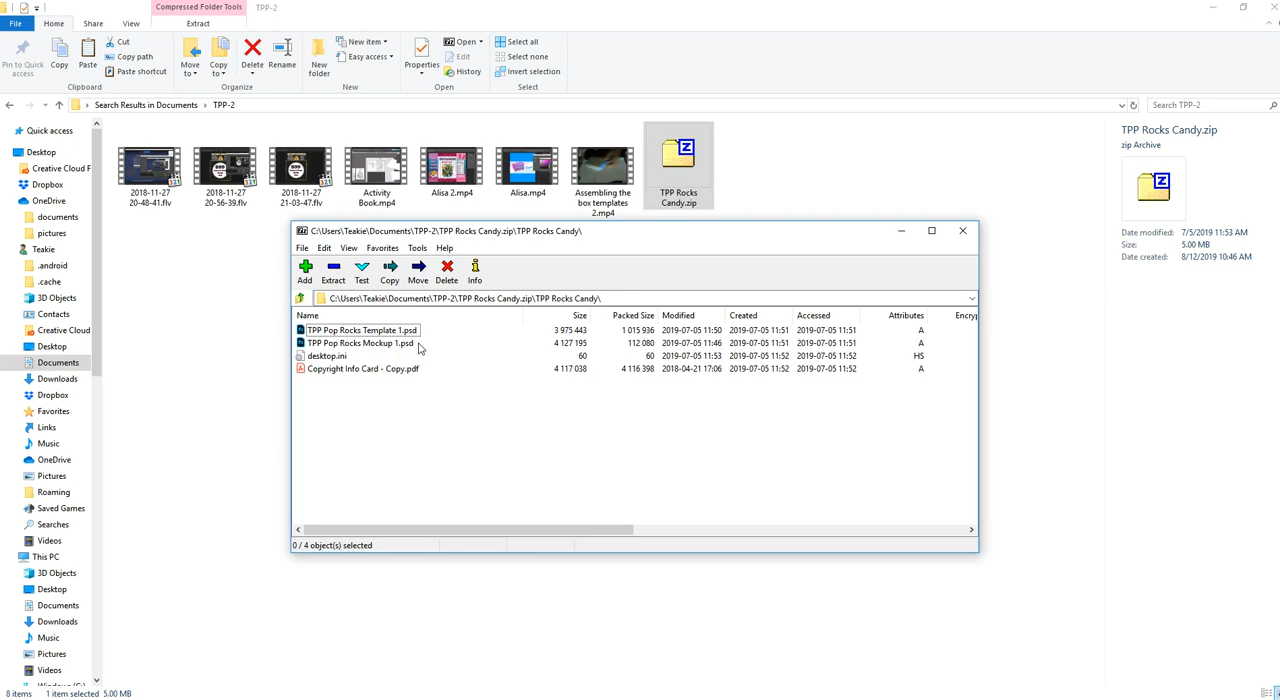 Compressed Folder Tools
TPP-2
File
Home
Share
View
Extract
Pin to Quick access
Copy
Paste
Cut
Copy path
Paste shortcut
Clipboard
Move to
Copy to
Delete
Rename
Organize
New folder
New item
Easy access
New
Properties
Open
Edit
History
Open
Select all
Select none
Invert selection
Select
Search Results in Documents > TPP-2
Search TPP-2
Quick access
Desktop
Creative Cloud F
Dropbox
OneDrive
documents
pictures
Teakie
.android
.cache
3D Objects
Contacts
Creative Cloud
Desktop
Documents
Downloads
Dropbox
Favorites
Links
Music
OneDrive
Pictures
Roaming
Saved Games
Searches
Videos
This PC
3D Objects
Desktop
Documents
Downloads
Music
Pictures
Videos
2018-11-27
20-48-41.flv
2018-11-27
20-56-39.flv
2018-11-27
21-03-47.flv
Activity
Book.mp4
Alisa 2.mp4
Alisa.mp4
Assembling the
box templates
2.mp4
TPP Rocks
Candy.zip
TPP Rocks Candy.zip
zip Archive
Date modified: 7/5/2019 11:53 AM
Size: 5.00 MB
Date created: 8/12/2019 10:46 AM
C:\Users\Teakie\Documents\TPP-2\TPP Rocks Candy.zip\TPP Rocks Candy\
File Edit View Favorites Tools Help
Add Extract Test Copy Move Delete Info
C:\Users\Teakie\Documents\TPP-2\TPP Rocks Candy.zip\TPP Rocks Candy\
Name Size Packed Size Modified Created Accessed Attributes Encryp
TPP Pop Rocks Template 1.psd 3 975 443 1 015 936 2019-07-05 11:50 2019-07-05 11:51 2019-07-05 11:51 A
TPP Pop Rocks Mockup 1.psd 4 127 195 112 080 2019-07-05 11:46 2019-07-05 11:51 2019-07-05 11:51 A
desktop.ini 60 60 2019-07-05 11:53 2019-07-05 11:52 2019-07-05 11:52 HS
Copyright Info Card - Copy.pdf 4 117 038 4 116 398 2018-04-21 17:06 2019-07-05 11:52 2019-07-05 11:52 A
0 / 4 object(s) selected
8 items 1 item selected 5.00 MB